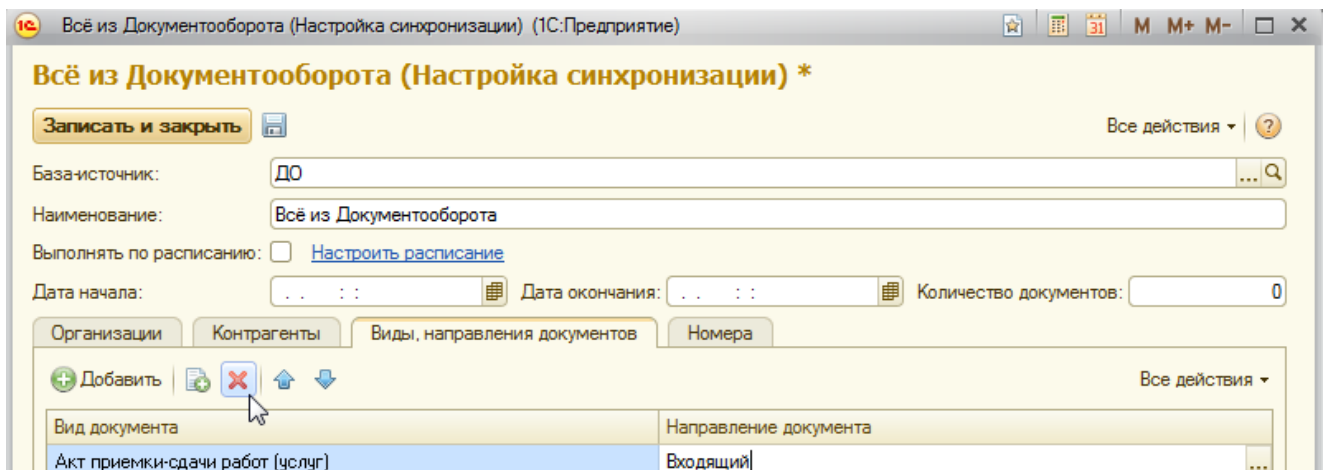 1С Всё из Документооборота (Настройка синхронизации) (1С:Предприятие) 31 M M+ M-
Всё из Документооборота (Настройка синхронизации) *
Записать и закрыть Все действия ?
База-источник: ДО ...
Наименование: Всё из Документооборота
Выполнять по расписанию: Настроить расписание
Дата начала: . . : : Дата окончания: . . : : Количество документов: 0
Организации Контрагенты Виды, направления документов Номера
Добавить Все действия
Вид документа Направление документа
Акт приемки-сдачи работ (услуг) Входящий ...